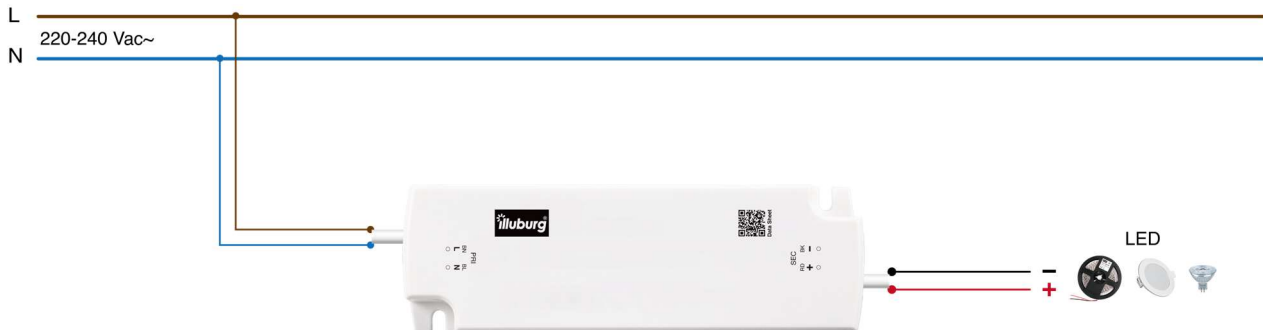 L
220-240 Vac~
N
illuburg
Data Sheet
L BN
N BL
PRI
SEC
BK −
RD +
LED
−
+